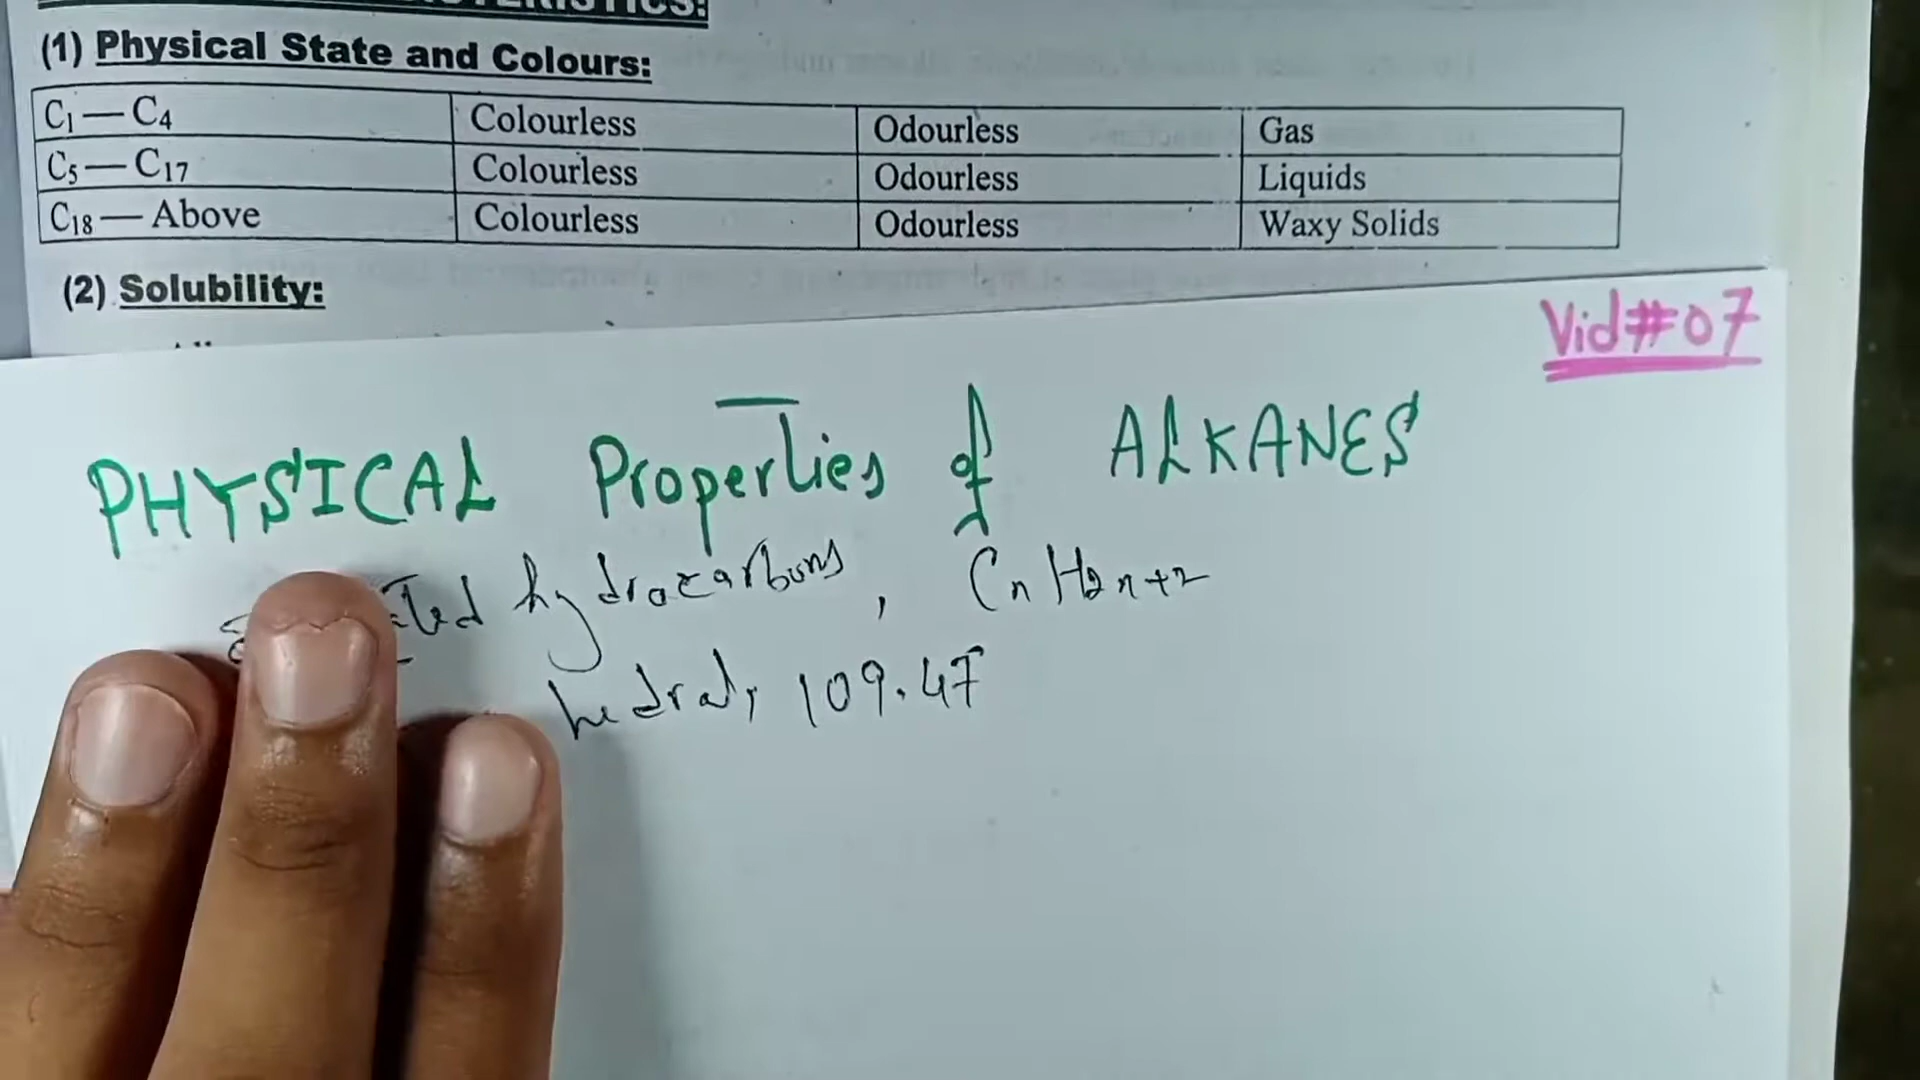 (1) Physical State and Colours:
C₁ — C₄ Colourless Odourless Gas
C₅ — C₁₇ Colourless Odourless Liquids
C₁₈ — Above Colourless Odourless Waxy Solids
(2) Solubility:
Vid#07
PHYSICAL Properties of ALKANES
hydrocarbons, CnH2n+2
hedral, 109.47